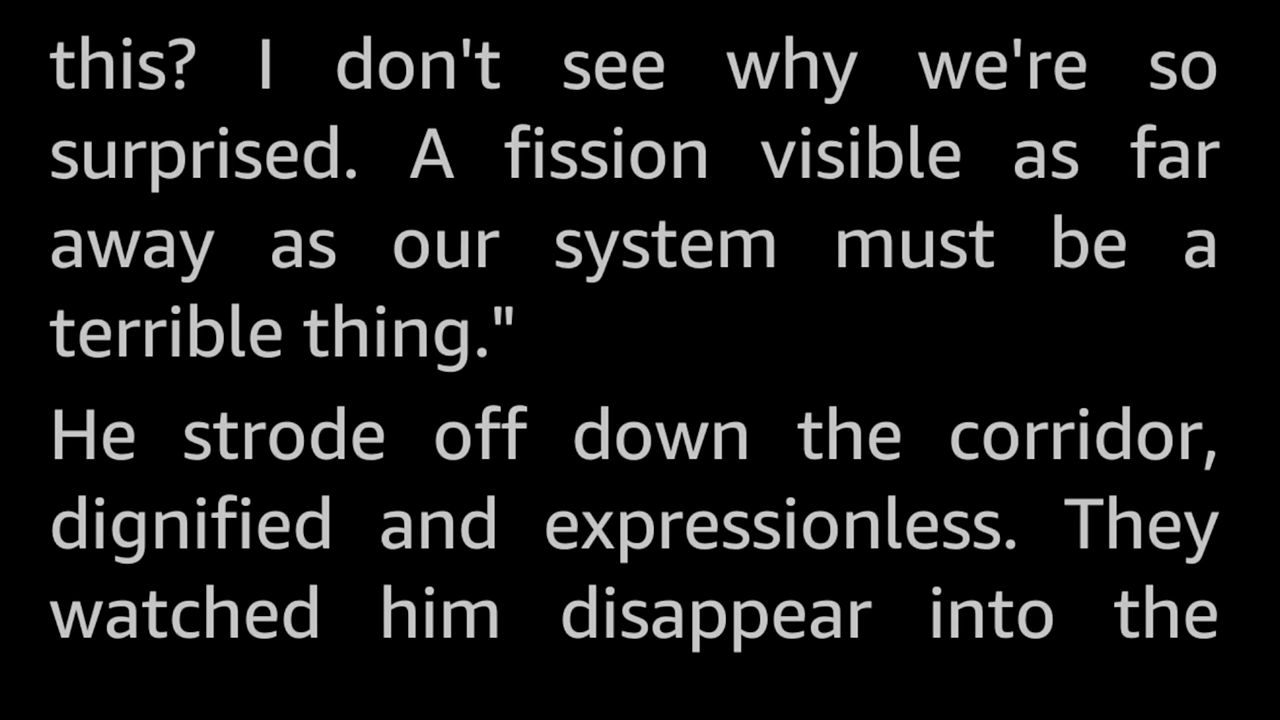 this? I don't see why we're so
surprised. A fission visible as far
away as our system must be a
terrible thing."
He strode off down the corridor,
dignified and expressionless. They
watched him disappear into the